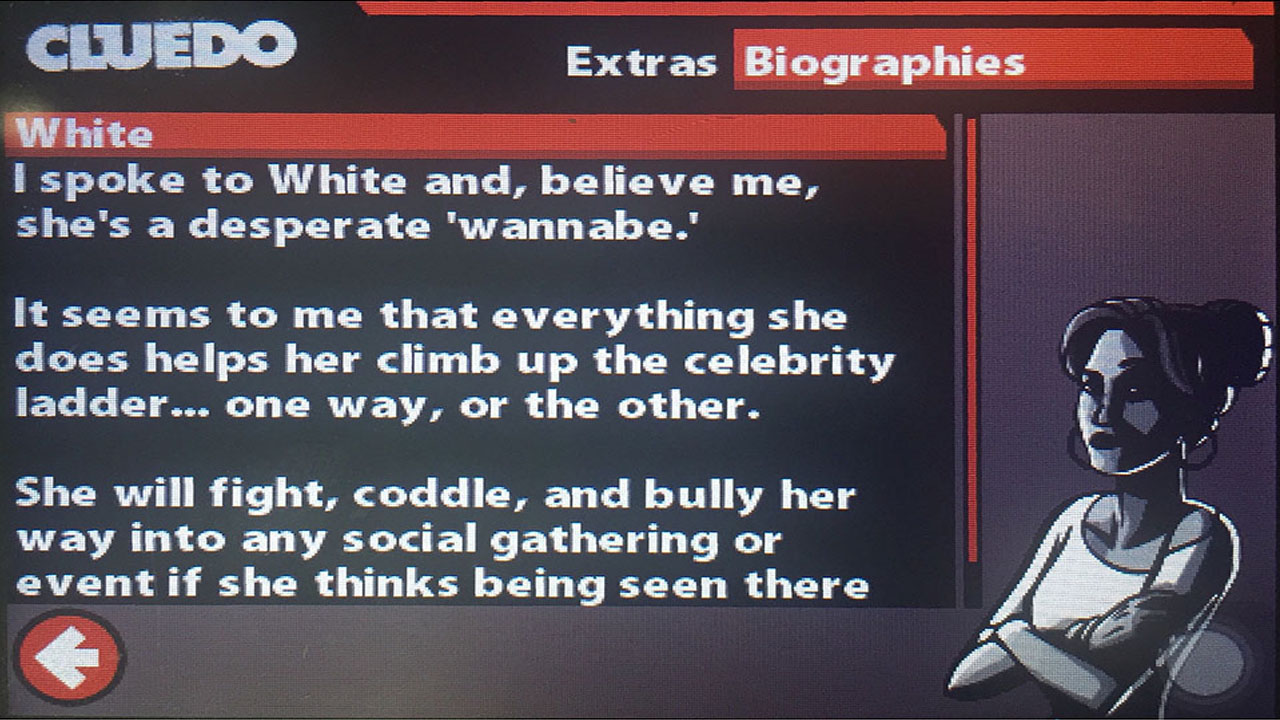 CLUEDO
Extras Biographies
White
I spoke to White and, believe me,
she's a desperate 'wannabe.'
It seems to me that everything she
does helps her climb up the celebrity
ladder... one way, or the other.
She will fight, coddle, and bully her
way into any social gathering or
event if she thinks being seen there